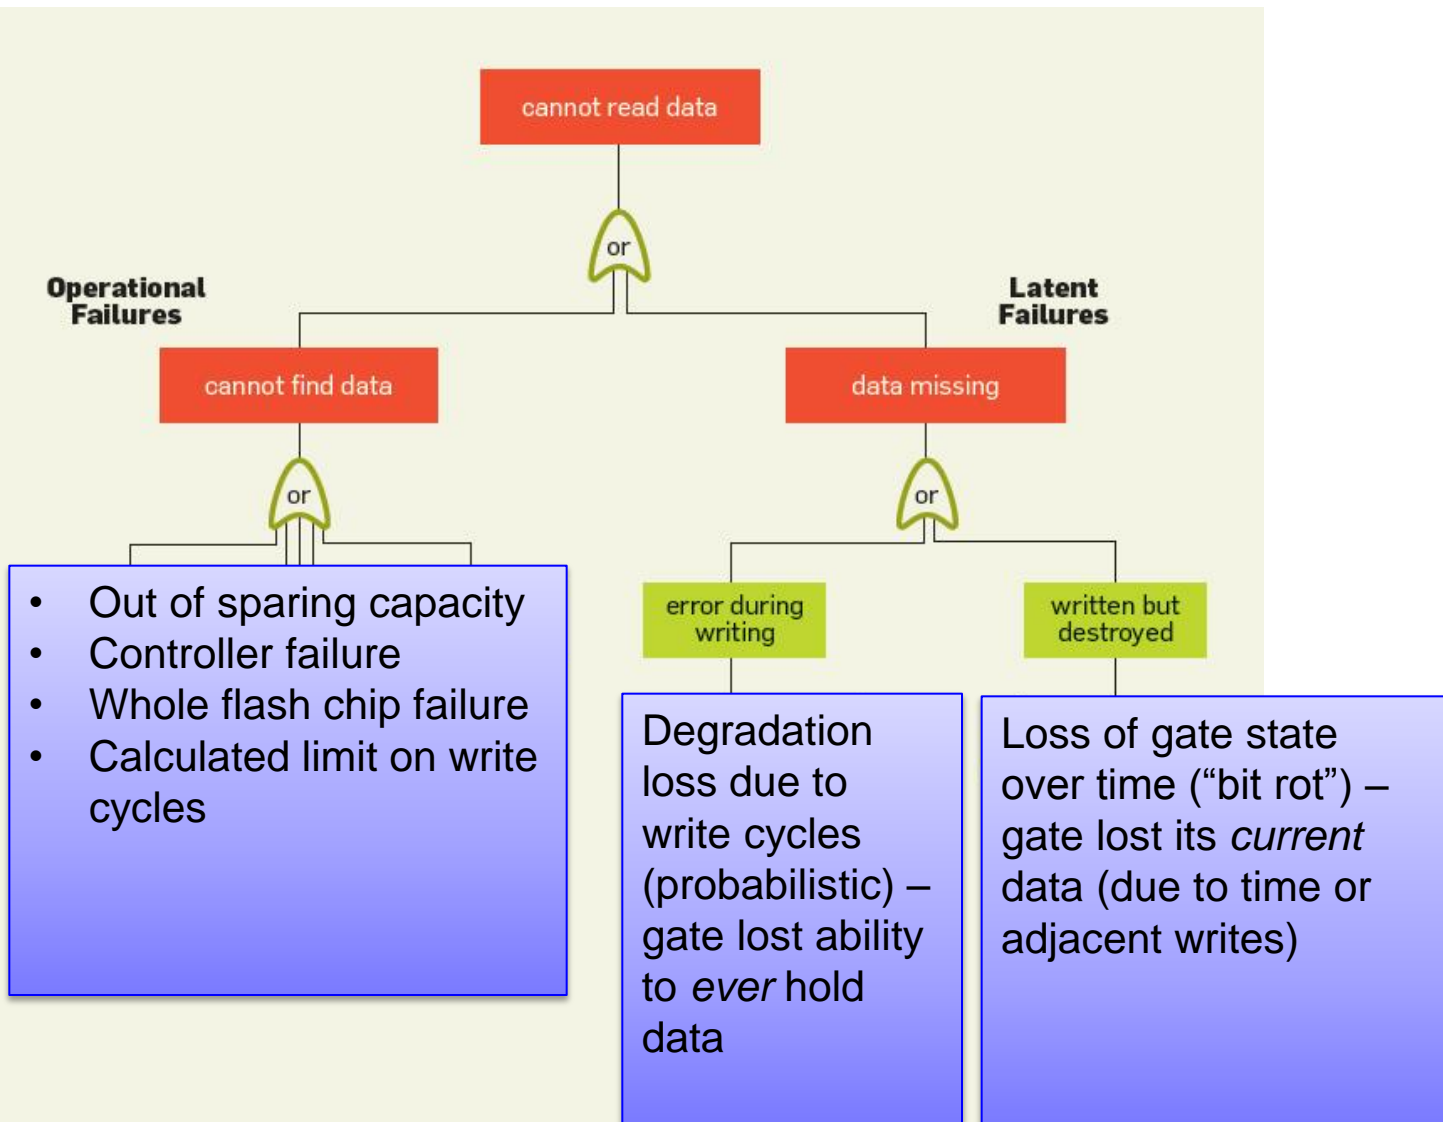 cannot read data
or
Operational
Failures
Latent
Failures
cannot find data
data missing
or
or
• Out of sparing capacity
• Controller failure
• Whole flash chip failure
• Calculated limit on write
cycles
error during
writing
written but
destroyed
Degradation
loss due to
write cycles
(probabilistic) –
gate lost ability
to ever hold
data
Loss of gate state
over time (“bit rot”) –
gate lost its current
data (due to time or
adjacent writes)